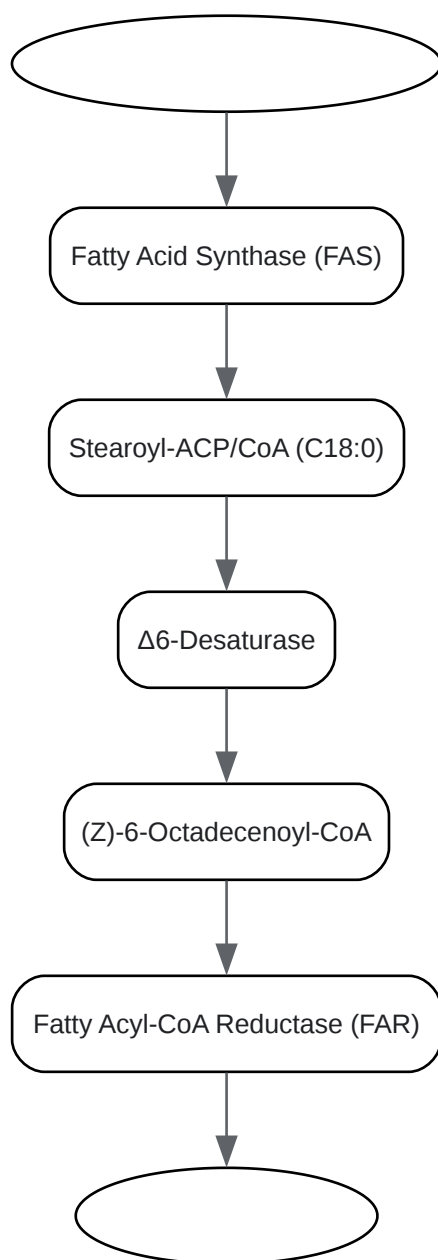 Fatty Acid Synthase (FAS)
Stearoyl-ACP/CoA (C18:0)
Δ6-Desaturase
(Z)-6-Octadecenoyl-CoA
Fatty Acyl-CoA Reductase (FAR)